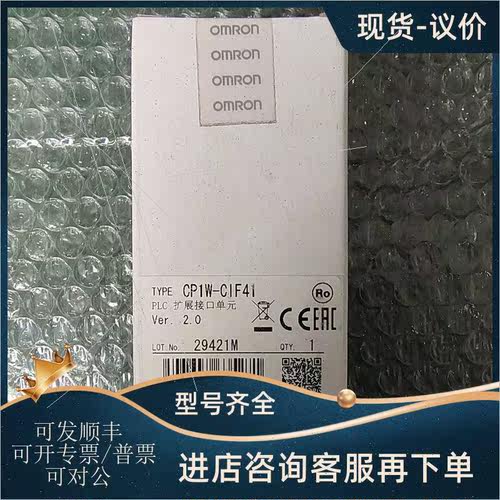 现货-议价
OMRON
OMRON
OMRON
OMRON
TYPE CP1W-CIF41
PLC 扩展接口单元
Ver. 2.0
Ro
CE EAC
LOT No. 29421M QTY. 1
型号齐全
可发顺丰
可开专票/普票
可对公
进店咨询客服再下单